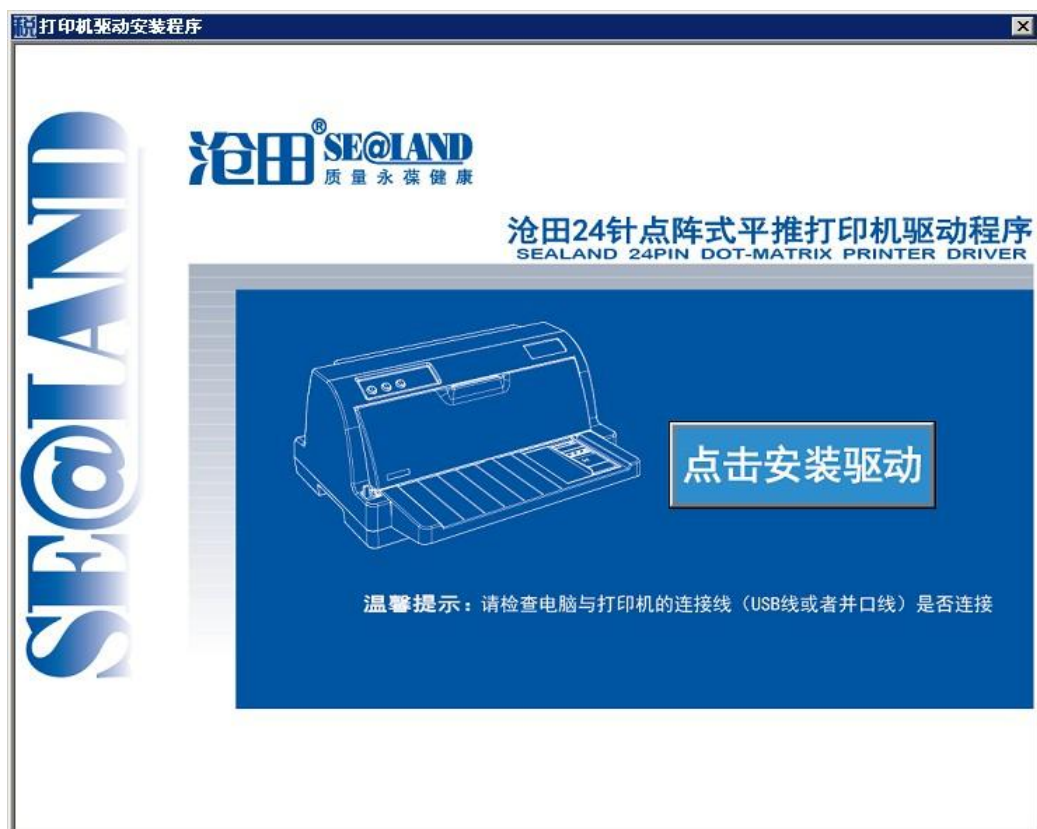 税 打印机驱动安装程序
SE@LAND
沧田® SE@LAND
质量永葆健康
沧田24针点阵式平推打印机驱动程序
SEALAND 24PIN DOT-MATRIX PRINTER DRIVER
点击安装驱动
温馨提示：请检查电脑与打印机的连接线（USB线或者并口线）是否连接